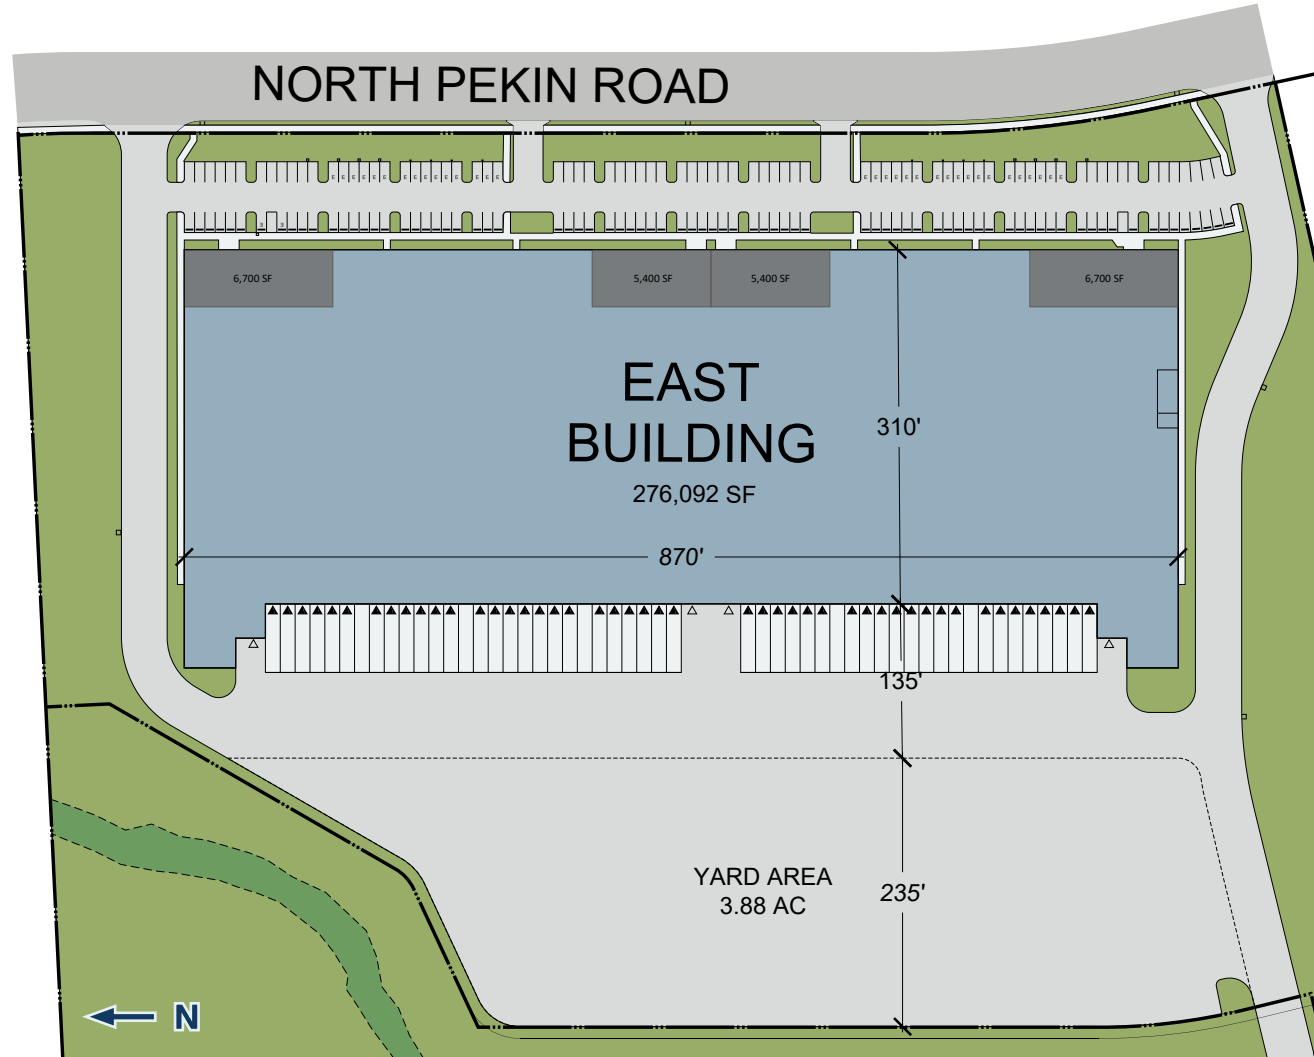 NORTH PEKIN ROAD
6,700 SF
5,400 SF
5,400 SF
6,700 SF
EAST
BUILDING
276,092 SF
310'
870'
135'
YARD AREA
3.88 AC
235'
N